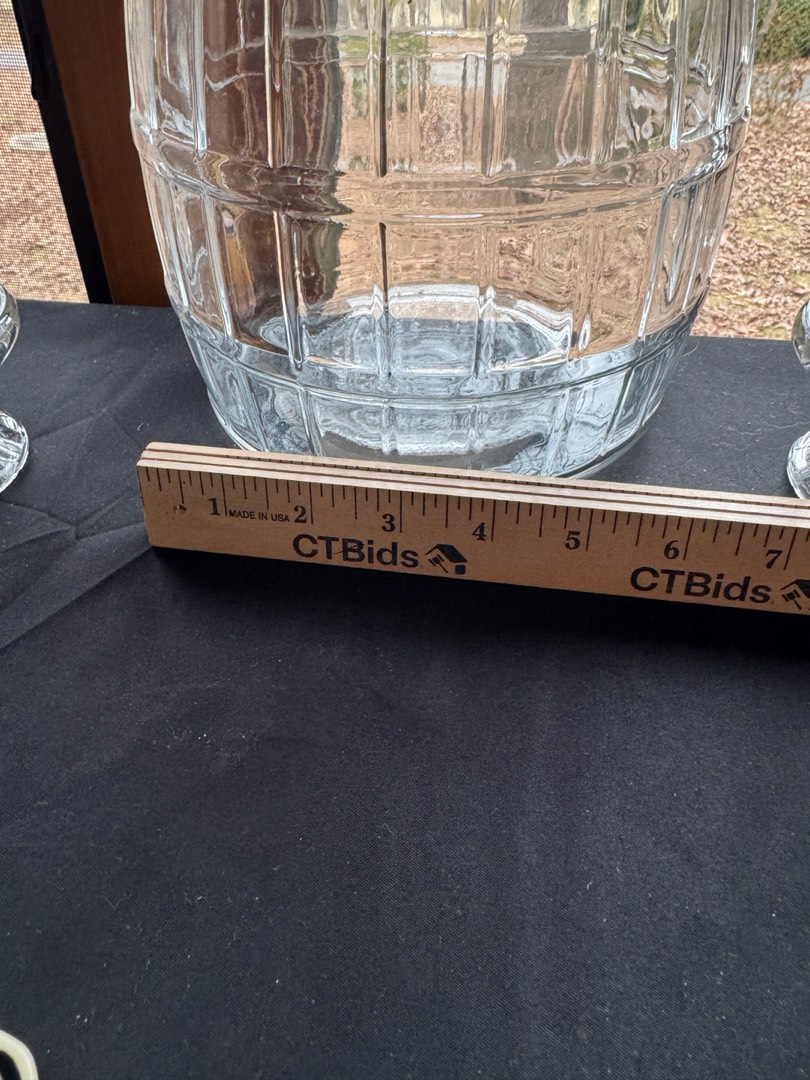 1 MADE IN USA 2 3 4 5 6 7
CTBids. CTBids.